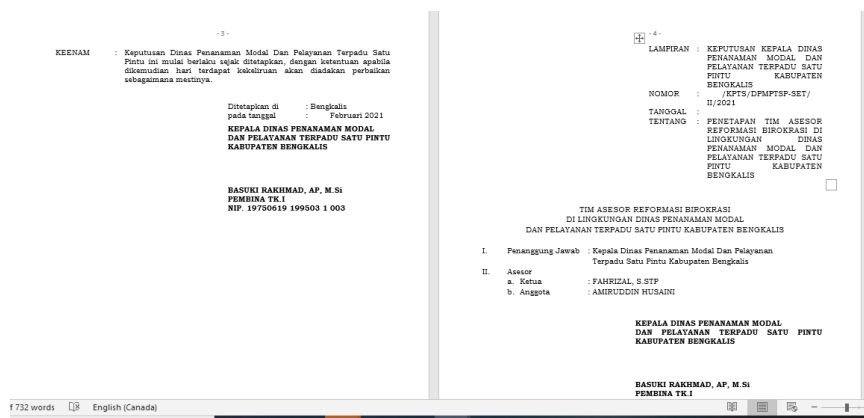 - 3 -
KEENAM : Keputusan Dinas Penanaman Modal Dan Pelayanan Terpadu Satu
Pintu ini mulai berlaku sejak ditetapkan, dengan ketentuan apabila
dikemudian hari terdapat kekeliruan akan diadakan perbaikan
sebagaimana mestinya.
Ditetapkan di : Bengkalis
pada tanggal : Februari 2021
KEPALA DINAS PENANAMAN MODAL
DAN PELAYANAN TERPADU SATU PINTU
KABUPATEN BENGKALIS
BASUKI RAKHMAD, AP, M.Si
PEMBINA TK.I
NIP. 19750619 199503 1 003
- 4 -
LAMPIRAN : KEPUTUSAN KEPALA DINAS
PENANAMAN MODAL DAN
PELAYANAN TERPADU SATU
PINTU KABUPATEN
BENGKALIS
NOMOR : /KPTS/DPMPTSP-SET/
II/2021
TANGGAL :
TENTANG : PENETAPAN TIM ASESOR
REFORMASI BIROKRASI DI
LINGKUNGAN DINAS
PENANAMAN MODAL DAN
PELAYANAN TERPADU SATU
PINTU KABUPATEN
BENGKALIS
TIM ASESOR REFORMASI BIROKRASI
DI LINGKUNGAN DINAS PENANAMAN MODAL
DAN PELAYANAN TERPADU SATU PINTU KABUPATEN BENGKALIS
I. Penanggung Jawab : Kepala Dinas Penanaman Modal Dan Pelayanan
Terpadu Satu Pintu Kabupaten Bengkalis
II. Asesor
a. Ketua : FAHRIZAL, S.STP
b. Anggota : AMIRUDDIN HUSAINI
KEPALA DINAS PENANAMAN MODAL
DAN PELAYANAN TERPADU SATU PINTU
KABUPATEN BENGKALIS
BASUKI RAKHMAD, AP, M.Si
PEMBINA TK.I
f 732 words English (Canada)